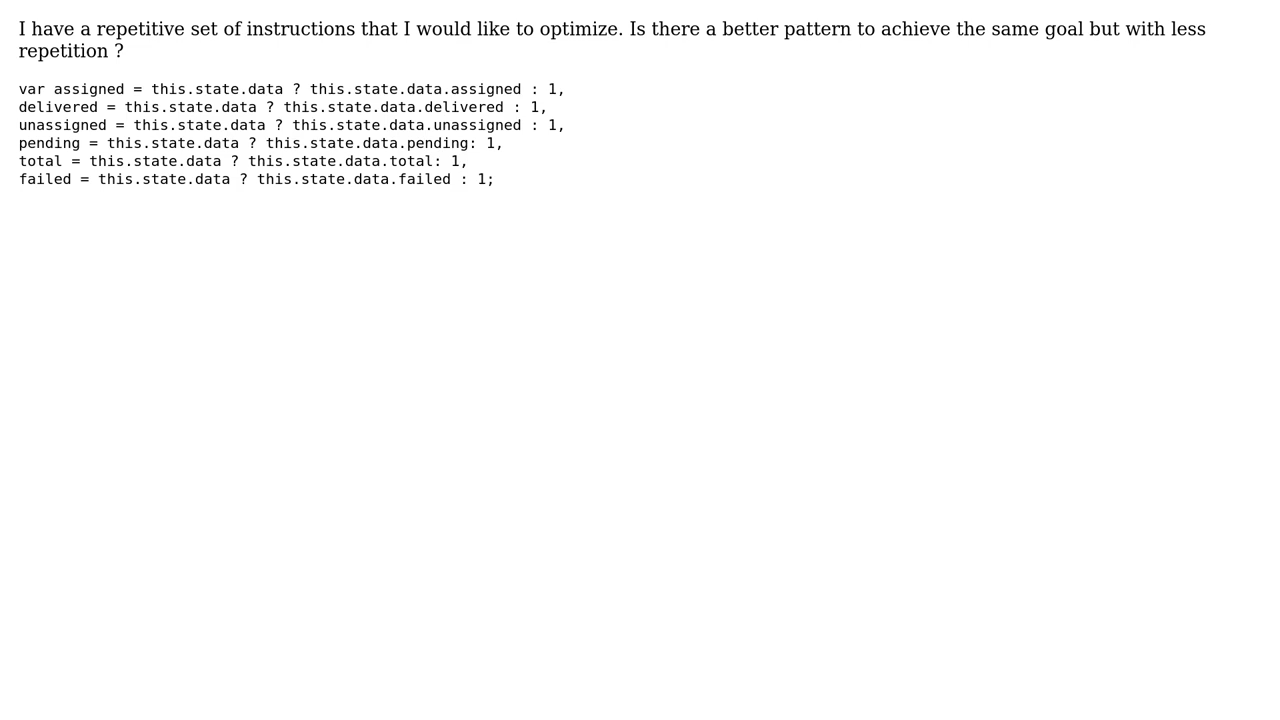 I have a repetitive set of instructions that I would like to optimize. Is there a better pattern to achieve the same goal but with less
repetition ?
var assigned = this.state.data ? this.state.data.assigned : 1,
delivered = this.state.data ? this.state.data.delivered : 1,
unassigned = this.state.data ? this.state.data.unassigned : 1,
pending = this.state.data ? this.state.data.pending: 1,
total = this.state.data ? this.state.data.total: 1,
failed = this.state.data ? this.state.data.failed : 1;